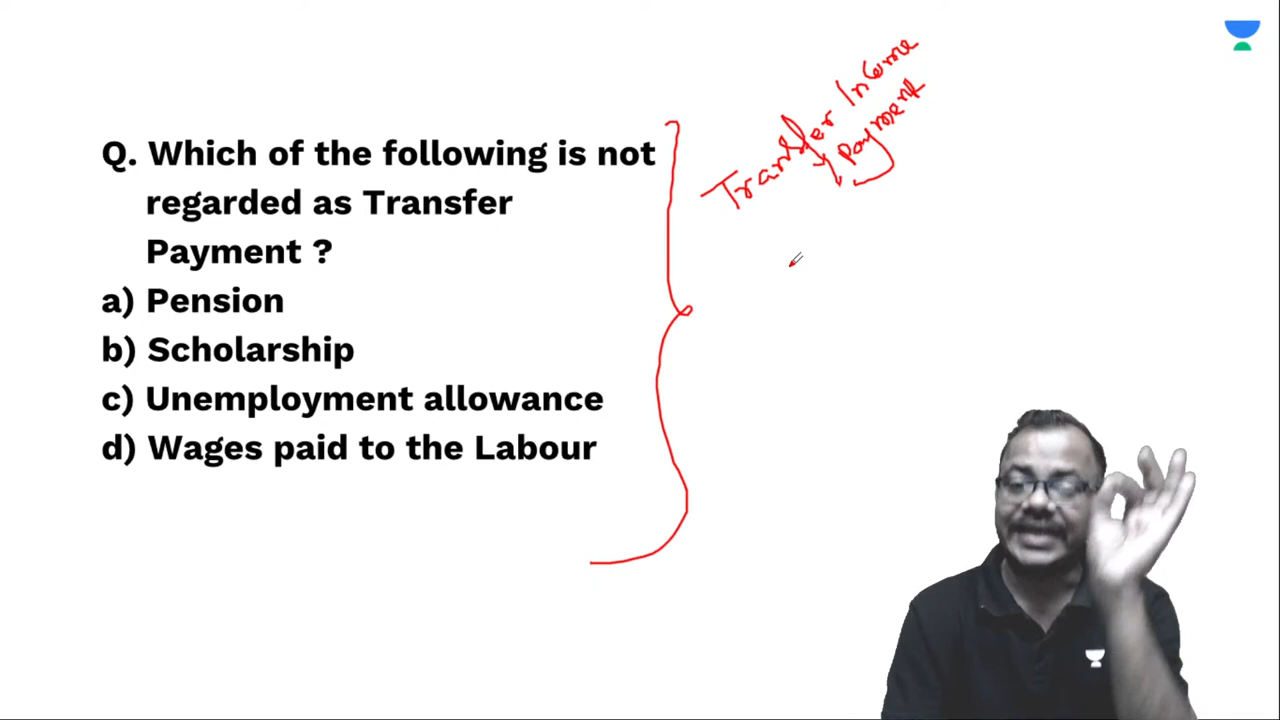 Q. Which of the following is not
regarded as Transfer
Payment ?
a) Pension
b) Scholarship
c) Unemployment allowance
d) Wages paid to the Labour
Transfer Income
Payment